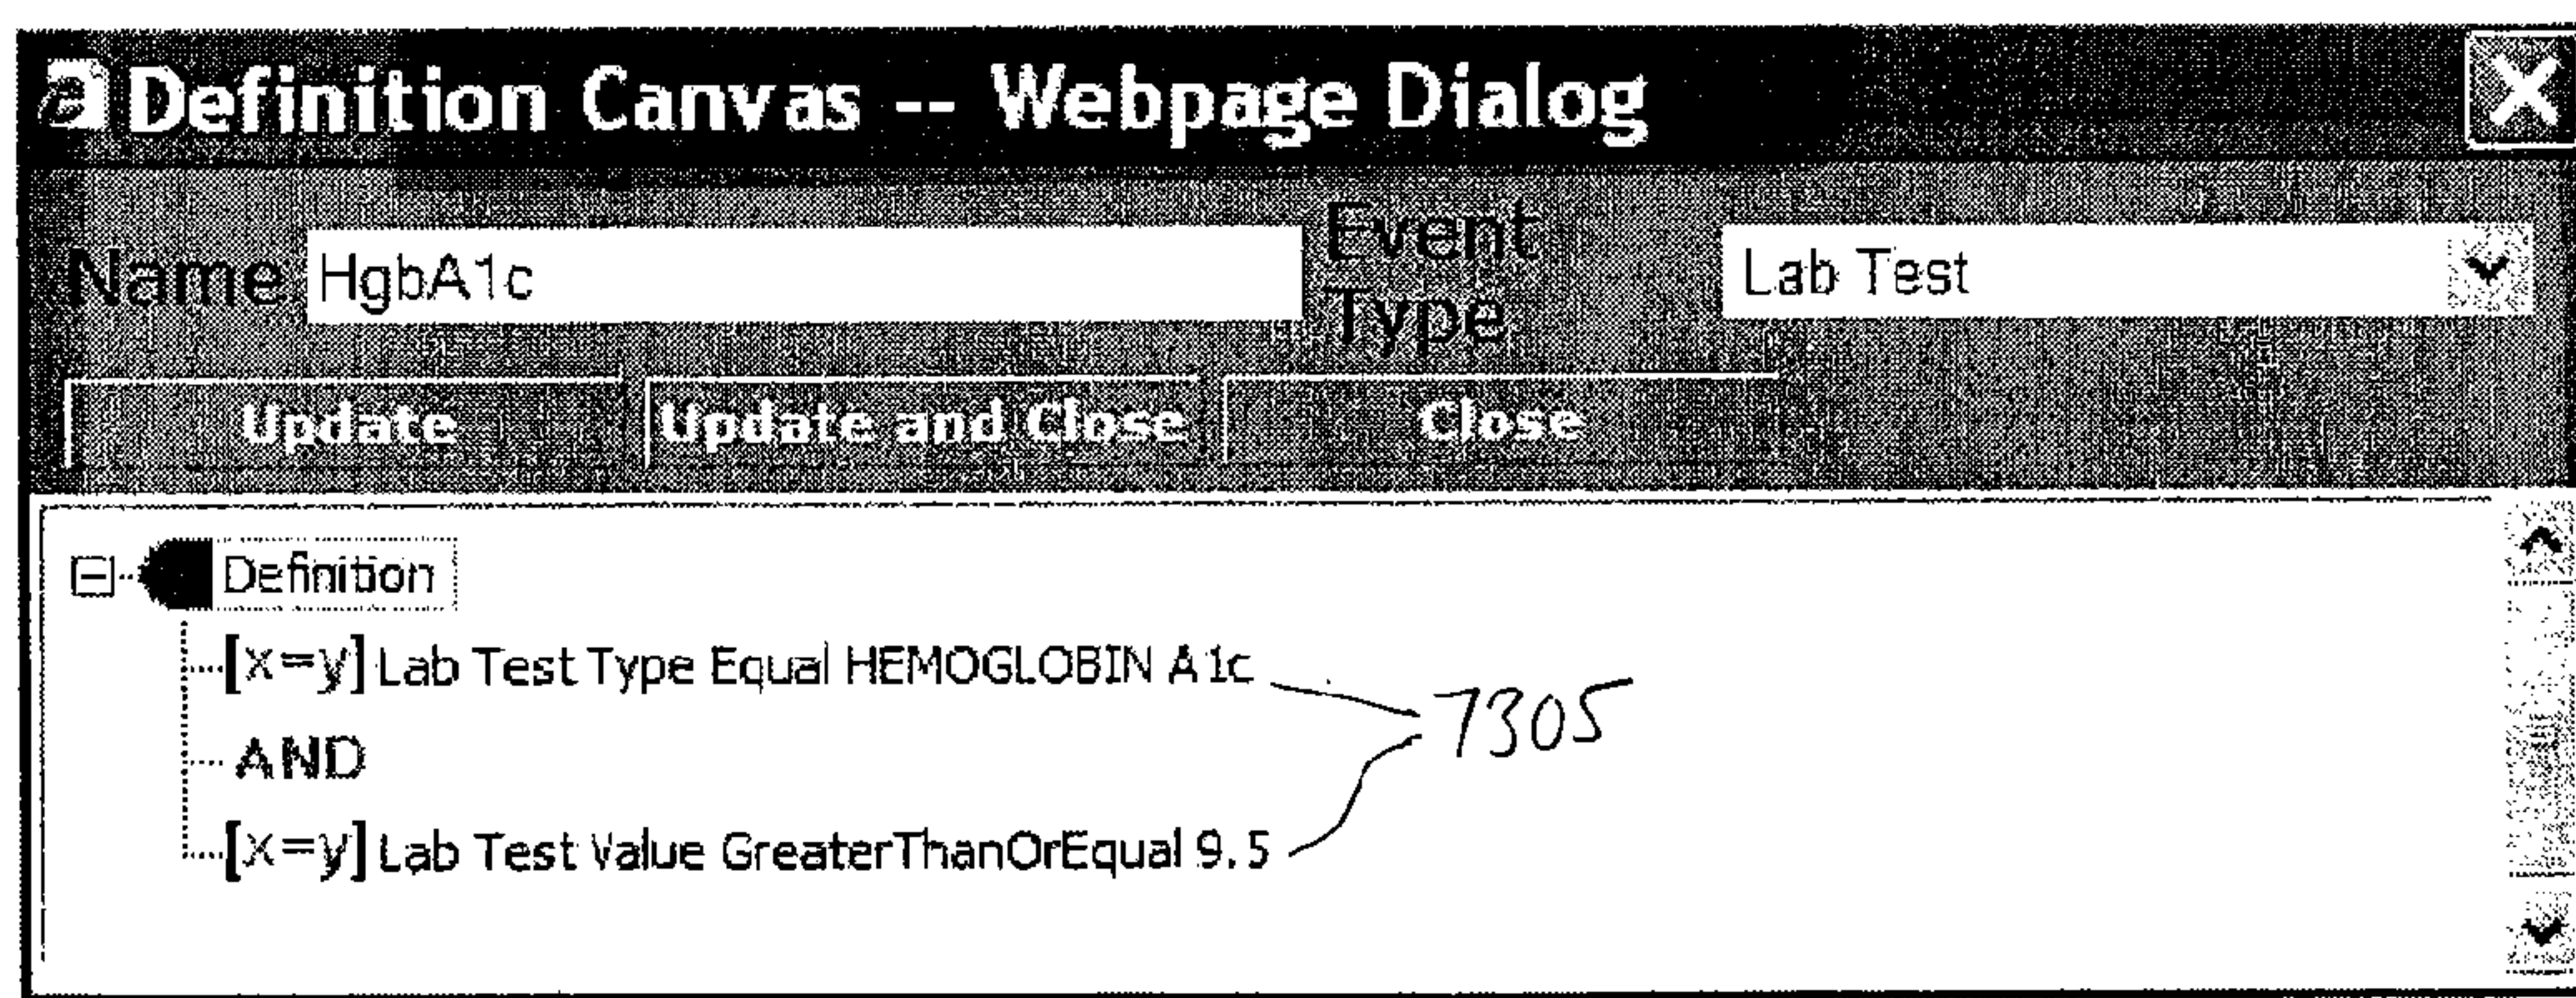 Definition Canvas -- Webpage Dialog
Name HgbA1c Event Type Lab Test
Update Update and Close Close
Definition
[x=y] Lab Test Type Equal HEMOGLOBIN A1c
7305
AND
[x=y] Lab Test Value GreaterThanOrEqual 9.5